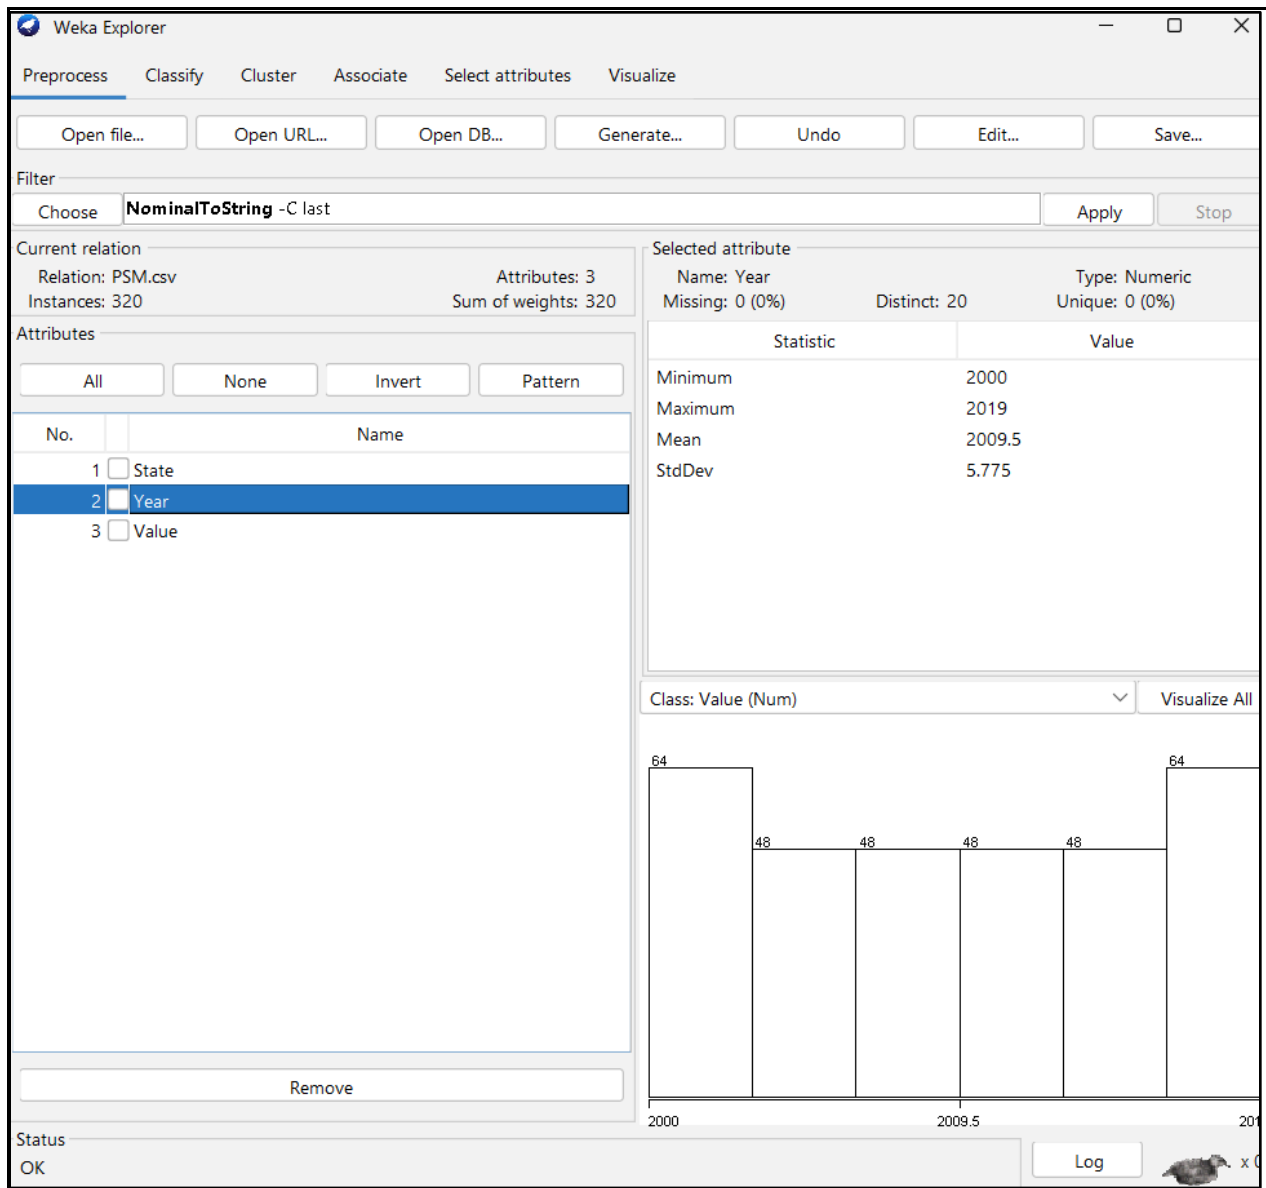 Weka Explorer
Preprocess Classify Cluster Associate Select attributes Visualize
Open file... Open URL... Open DB... Generate... Undo Edit... Save...
Filter
Choose NominalToString -C last Apply Stop
Current relation
Relation: PSM.csv Attributes: 3
Instances: 320 Sum of weights: 320
Attributes
All None Invert Pattern
No. Name
1 State
2 Year
3 Value
Remove
Selected attribute
Name: Year Type: Numeric
Missing: 0 (0%) Distinct: 20 Unique: 0 (0%)
Statistic Value
Minimum 2000
Maximum 2019
Mean 2009.5
StdDev 5.775
Class: Value (Num) Visualize All
64 64
48 48 48 48
2000 2009.5 201
Status
OK
Log x 0